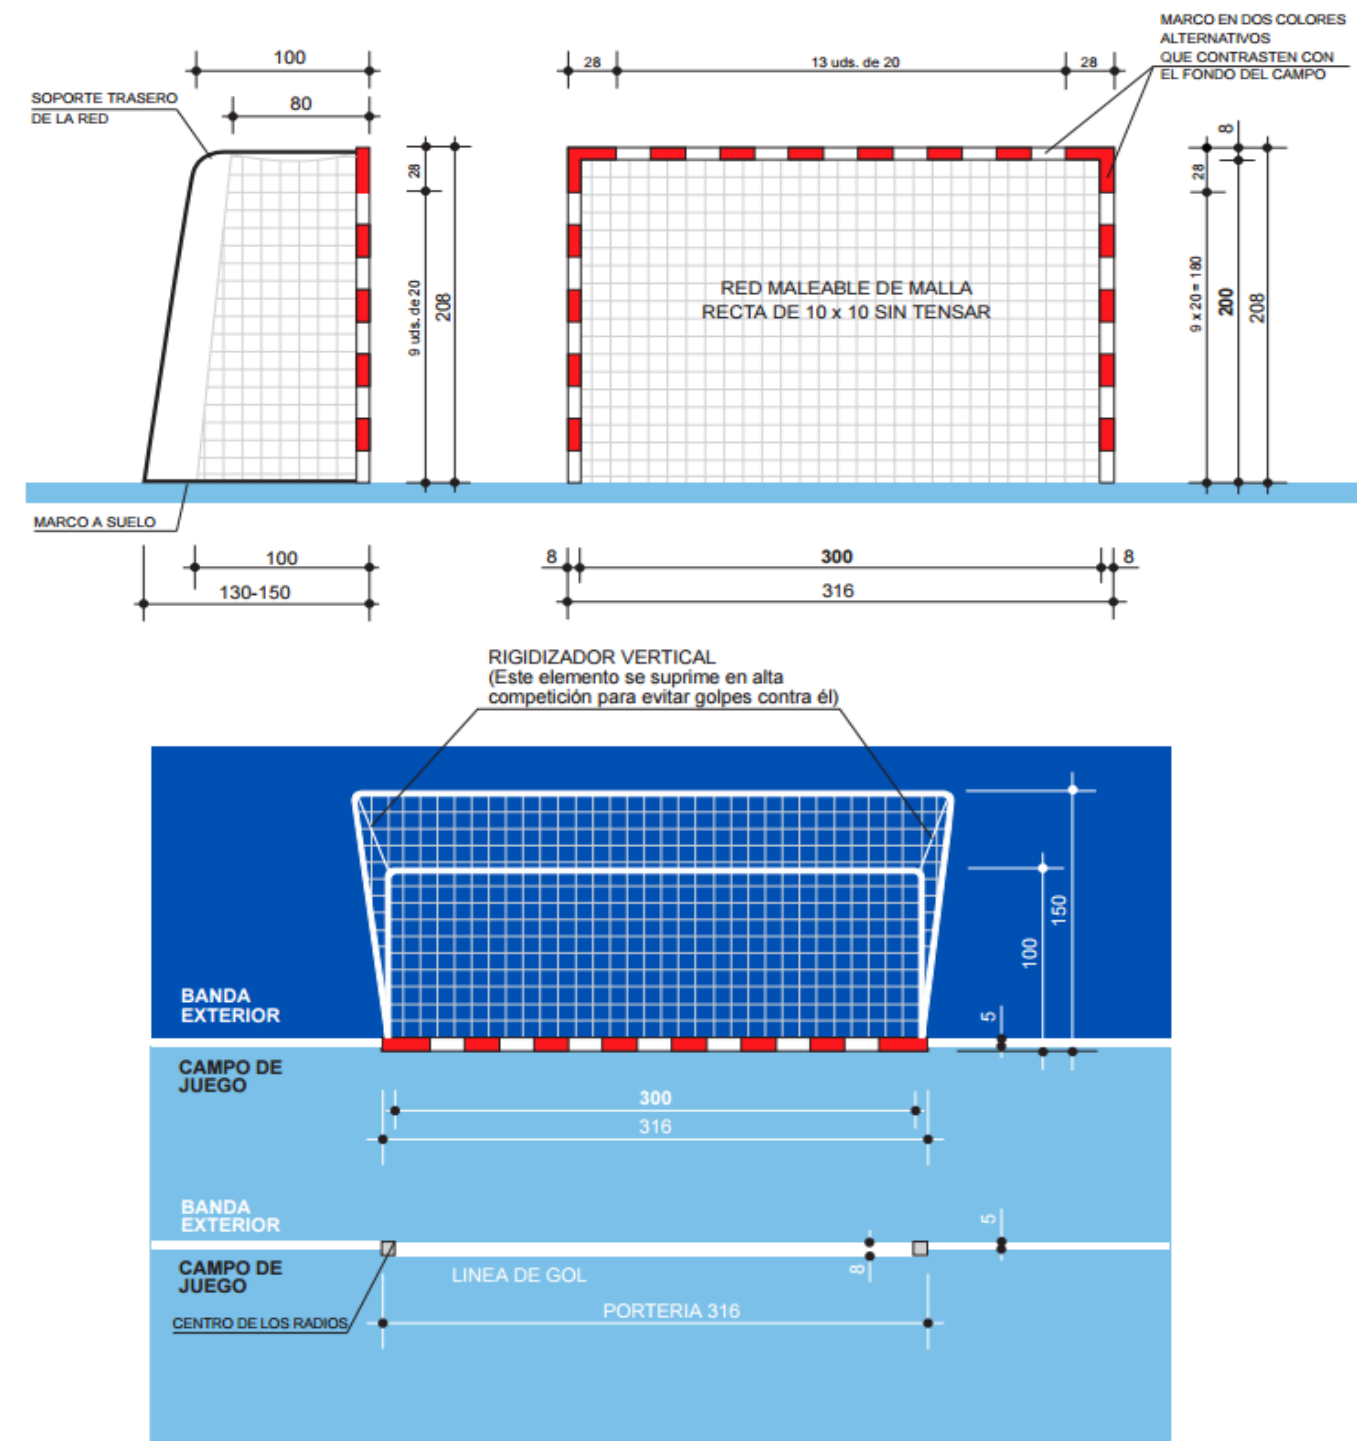 MARCO EN DOS COLORES
ALTERNATIVOS
QUE CONTRASTEN CON
EL FONDO DEL CAMPO
100
28
13 uds. de 20
28
SOPORTE TRASERO
DE LA RED
80
28
208
9 uds. de 20
RED MALEABLE DE MALLA
RECTA DE 10 x 10 SIN TENSAR
8
28
9 x 20 = 180
200
208
MARCO A SUELO
100
130-150
8
300
8
316
RIGIDIZADOR VERTICAL
(Este elemento se suprime en alta
competición para evitar golpes contra él)
150
100
5
BANDA
EXTERIOR
CAMPO DE
JUEGO
300
316
BANDA
EXTERIOR
5
CAMPO DE
JUEGO
LINEA DE GOL
8
PORTERIA 316
CENTRO DE LOS RADIOS